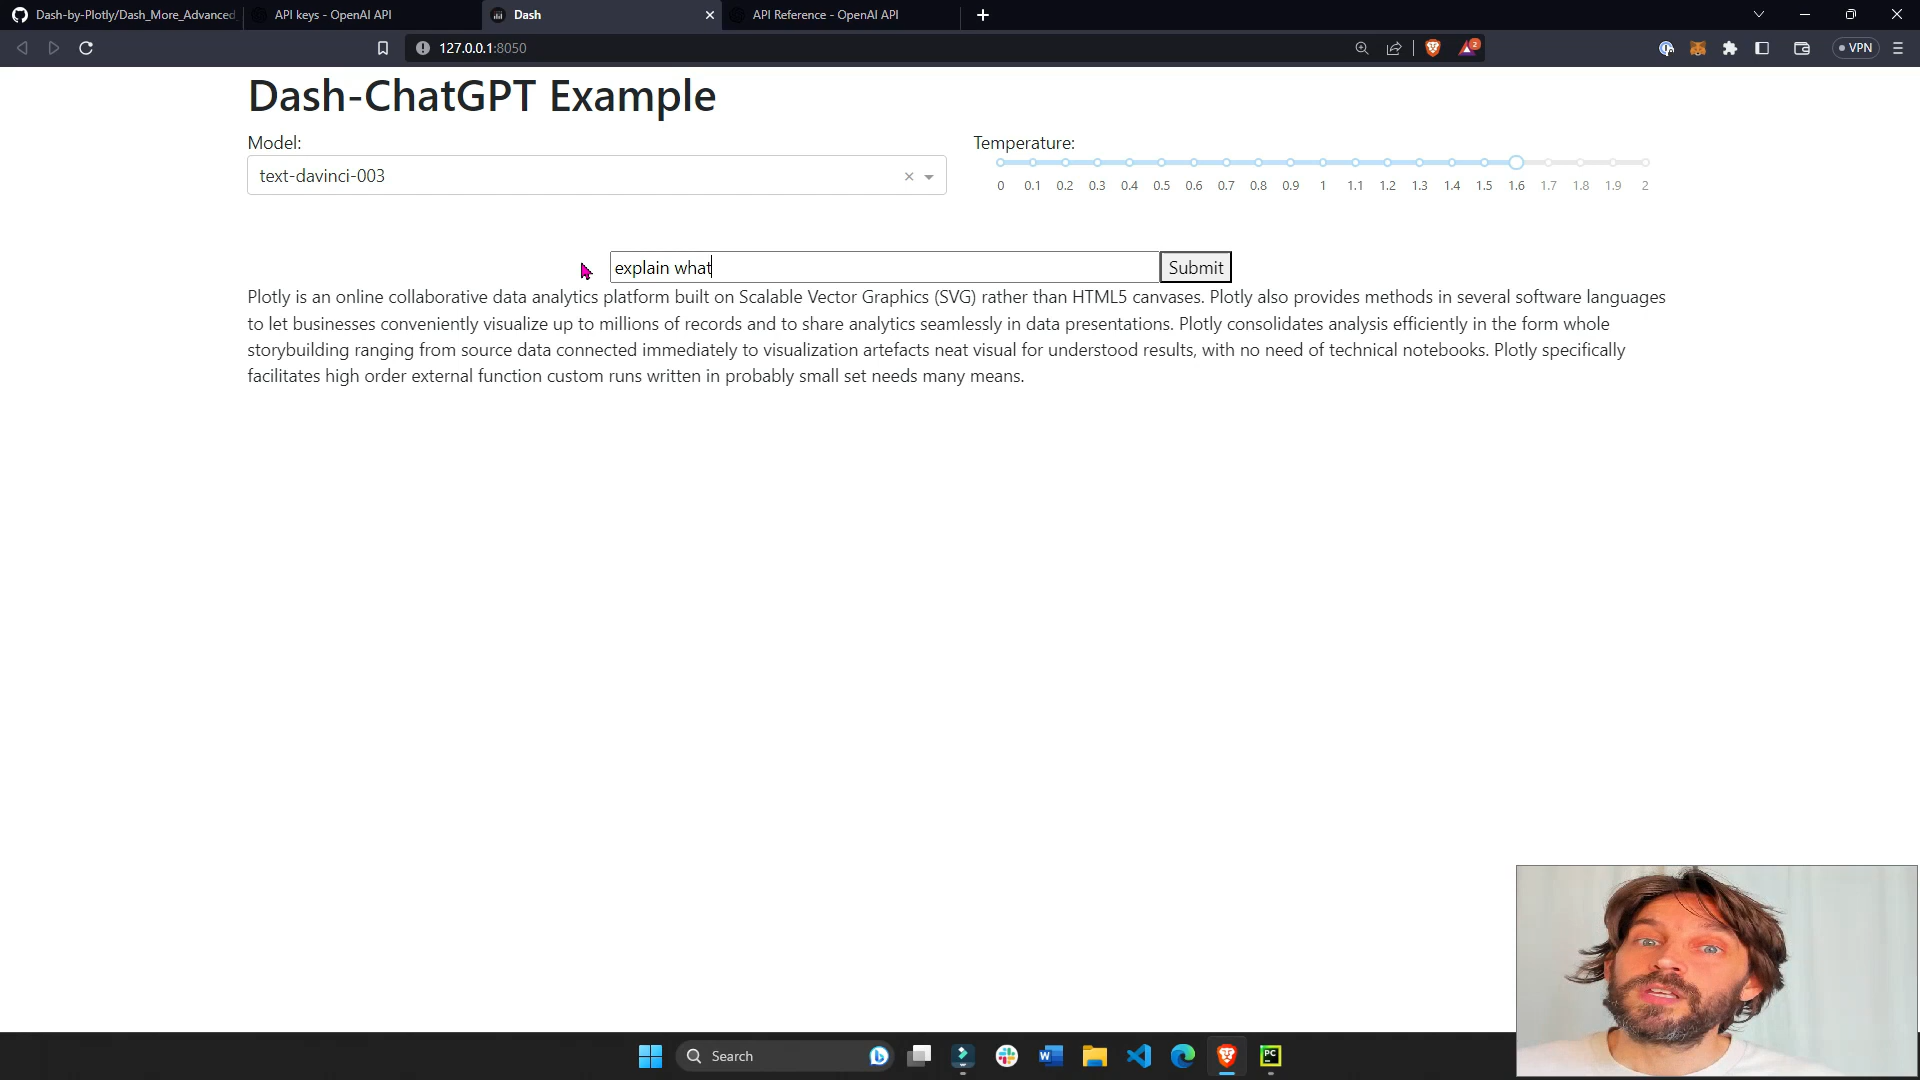 Dash-by-Plotly/Dash_More_Advanced_
API keys - OpenAI API
Dash
API Reference - OpenAI API
127.0.0.1:8050
2
VPN
Dash-ChatGPT Example
Model:
Temperature:
text-davinci-003
0 0.1 0.2 0.3 0.4 0.5 0.6 0.7 0.8 0.9 1 1.1 1.2 1.3 1.4 1.5 1.6 1.7 1.8 1.9 2
explain what
Submit
Plotly is an online collaborative data analytics platform built on Scalable Vector Graphics (SVG) rather than HTML5 canvases. Plotly also provides methods in several software languages
to let businesses conveniently visualize up to millions of records and to share analytics seamlessly in data presentations. Plotly consolidates analysis efficiently in the form whole
storybuilding ranging from source data connected immediately to visualization artefacts neat visual for understood results, with no need of technical notebooks. Plotly specifically
facilitates high order external function custom runs written in probably small set needs many means.
Search
W
PC